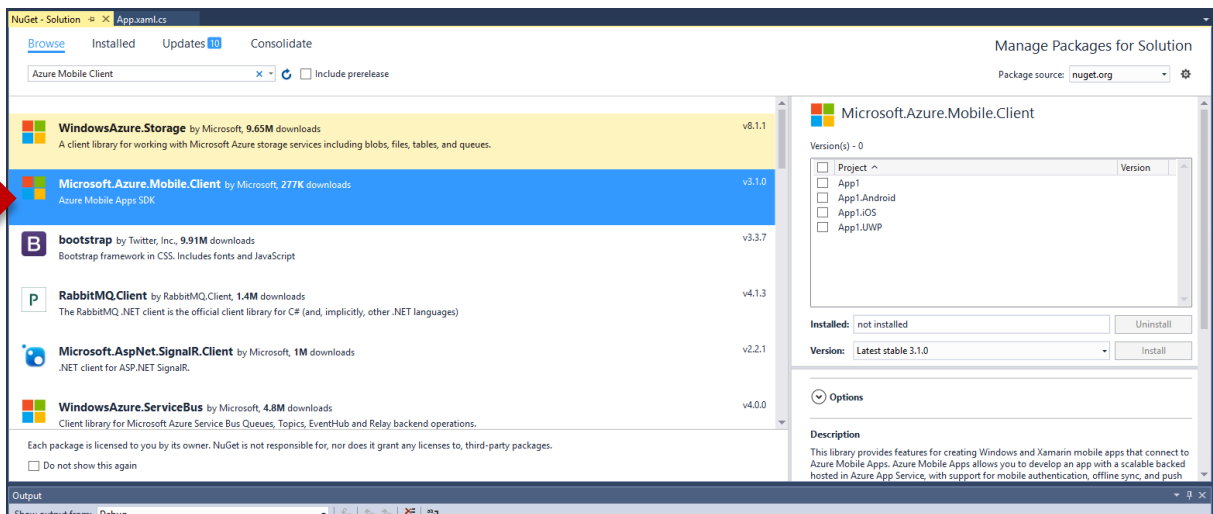 NuGet - Solution App.xaml.cs
Browse Installed Updates 10 Consolidate
Manage Packages for Solution
Azure Mobile Client Include prerelease
Package source: nuget.org
WindowsAzure.Storage by Microsoft, 9.65M downloads v8.1.1
A client library for working with Microsoft Azure storage services including blobs, files, tables, and queues.
Microsoft.Azure.Mobile.Client by Microsoft, 277K downloads v3.1.0
Azure Mobile Apps SDK
B bootstrap by Twitter, Inc., 9.91M downloads v3.3.7
Bootstrap framework in CSS. Includes fonts and JavaScript
P RabbitMQ.Client by RabbitMQ.Client, 1.4M downloads v4.1.3
The RabbitMQ .NET client is the official client library for C# (and, implicitly, other .NET languages)
Microsoft.AspNet.SignalR.Client by Microsoft, 1M downloads v2.2.1
.NET client for ASP.NET SignalR.
WindowsAzure.ServiceBus by Microsoft, 4.8M downloads v4.0.0
Client library for Microsoft Azure Service Bus Queues, Topics, EventHub and Relay backend operations.
Each package is licensed to you by its owner. NuGet is not responsible for, nor does it grant any licenses to, third-party packages.
Do not show this again
Microsoft.Azure.Mobile.Client
Version(s) - 0
Project Version
App1
App1.Android
App1.iOS
App1.UWP
Installed: not installed Uninstall
Version: Latest stable 3.1.0 Install
Options
Description
This library provides features for creating Windows and Xamarin mobile apps that connect to
Azure Mobile Apps. Azure Mobile Apps allows you to develop an app with a scalable backed
hosted in Azure App Service, with support for mobile authentication, offline sync, and push
Output
Show output from: Debug